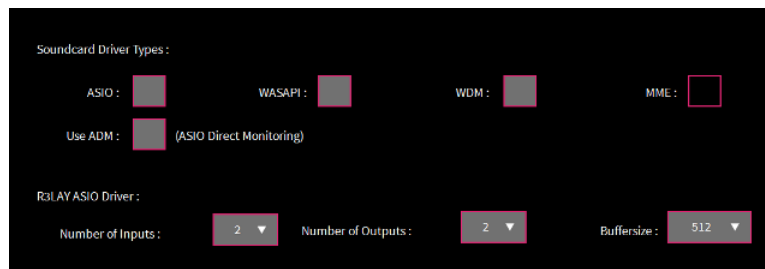 Soundcard Driver Types :
ASIO : WASAPI : WDM : MME :
Use ADM : (ASIO Direct Monitoring)
R3LAY ASIO Driver :
Number of Inputs : 2 ▼ Number of Outputs : 2 ▼ Buffersize : 512 ▼